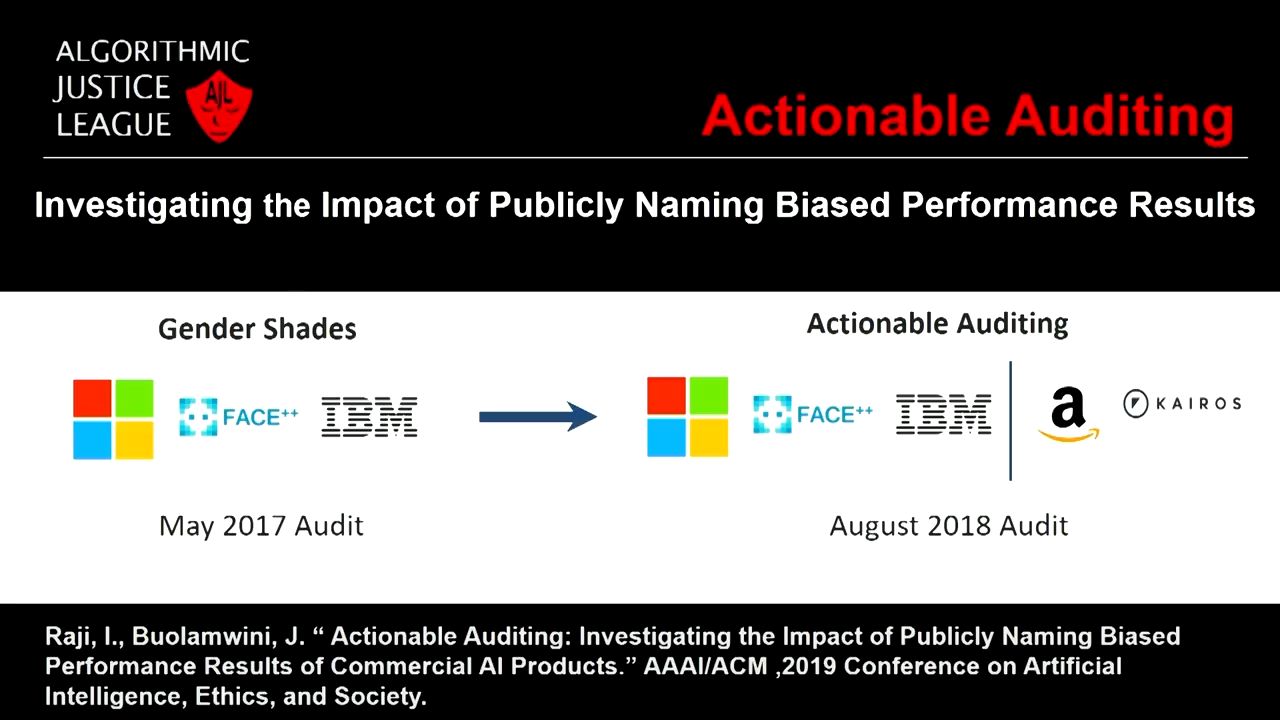 ALGORITHMIC
JUSTICE
LEAGUE
AJL
Actionable Auditing
Investigating the Impact of Publicly Naming Biased Performance Results
Gender Shades
FACE++
IBM
May 2017 Audit
Actionable Auditing
FACE++
IBM
a
KAIROS
August 2018 Audit
Raji, I., Buolamwini, J. “ Actionable Auditing: Investigating the Impact of Publicly Naming Biased
Performance Results of Commercial AI Products.” AAAI/ACM ,2019 Conference on Artificial
Intelligence, Ethics, and Society.